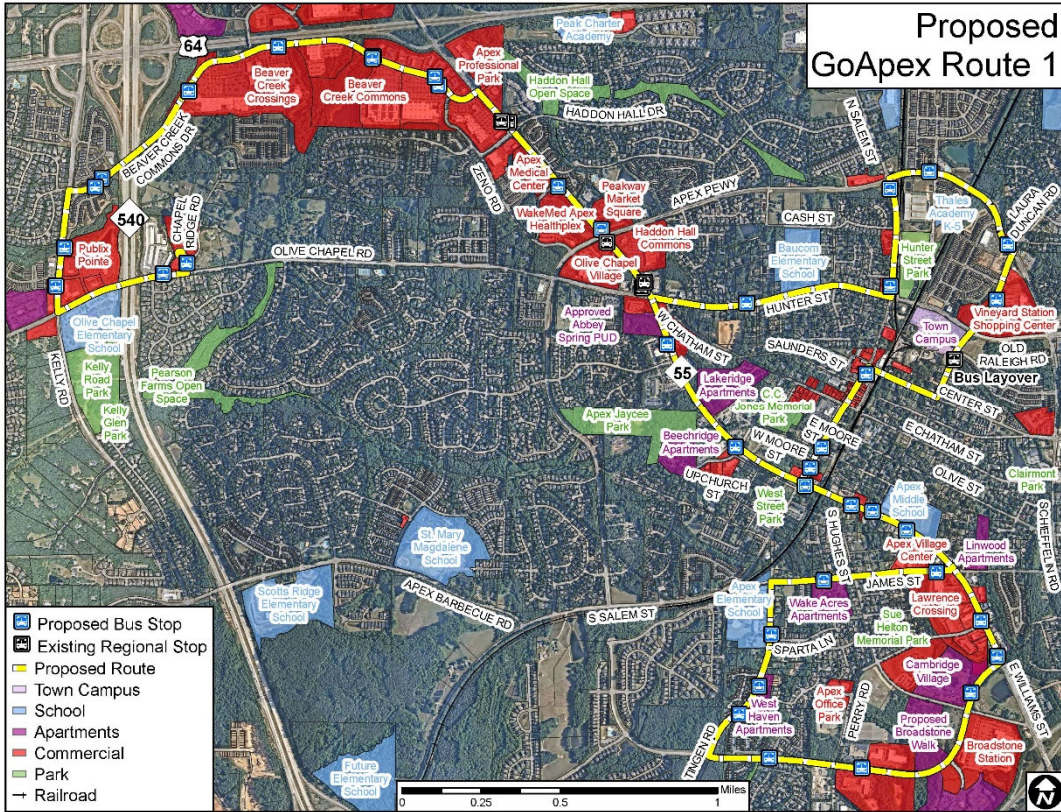 Proposed
GoApex Route 1
64
Peak Charter
Academy
Apex
Professional
Park
Haddon Hall
Open Space
HADDON HALL DR
Beaver
Creek
Crossings
Beaver
Creek Commons
N SALEM ST
BEAVER CREEK
COMMONS DR
ZENO RD
Apex
Medical
Center
Peakway
Market
Square
APEX PEWY
WakeMed Apex
Healthplex
CASH ST
Thales
Academy
K-5
LAURA
DUNCAN RD
540
CHAPEL
RIDGE RD
Publix
Pointe
OLIVE CHAPEL RD
Haddon Hall
Commons
Baucom
Elementary
School
Hunter
Street
Park
Olive Chapel
Village
HUNTER ST
Vineyard Station
Shopping Center
Olive Chapel
Elementary
School
Approved
Abbey
Spring PUD
W CHATHAM ST
SAUNDERS ST
Town
Campus
OLD
RALEIGH RD
Bus Layover
KELLY RD
Kelly
Road
Park
Kelly
Glen
Park
Pearson
Farms Open
Space
55
Lakeridge
Apartments
C.C.
Jones Memorial
Park
CENTER ST
E CHATHAM ST
Apex Jaycee
Park
Beechridge
Apartments
W MOORE
ST
E MOORE
ST
OLIVE ST
Clairmont
Park
UPCHURCH
ST
West
Street
Park
Apex
Middle
School
SCHIEFFELIN RD
S HUGHES ST
Apex Village
Center
Linwood
Apartments
St. Mary
Magdalene
School
APEX BARBECUE RD
S SALEM ST
Scotts Ridge
Elementary
School
Apex
Elementary
School
JAMES ST
Wake Acres
Apartments
Lawrence
Crossing
Sue
Helton
Memorial Park
SPARTA LN
Cambridge
Village
E WILLIAMS ST
West
Haven
Apartments
Apex
Office
Park
PERRY RD
Proposed
Broadstone
Walk
Broadstone
Station
TINGEN RD
Future
Elementary
School
Proposed Bus Stop
Existing Regional Stop
Proposed Route
Town Campus
School
Apartments
Commercial
Park
Railroad
Miles
0 0.25 0.5 1
N